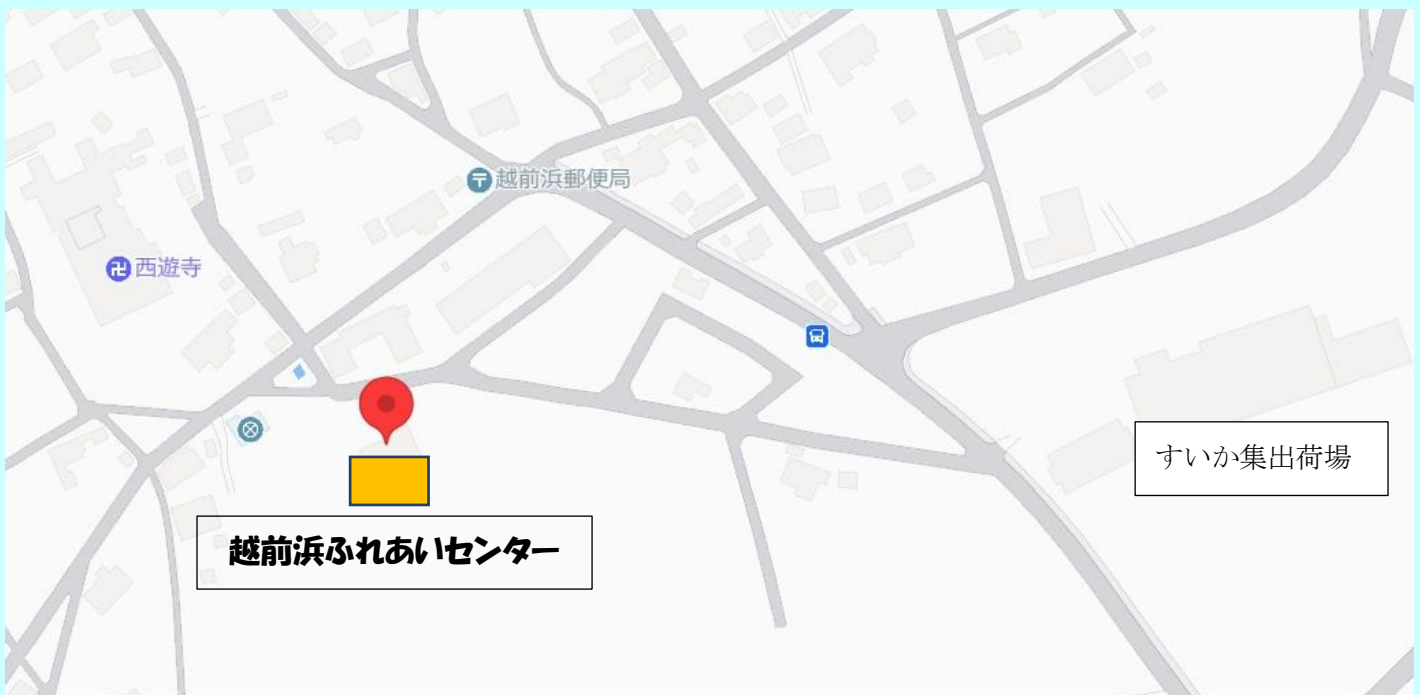 越前浜郵便局
西遊寺
すいか集出荷場
越前浜ふれあいセンター